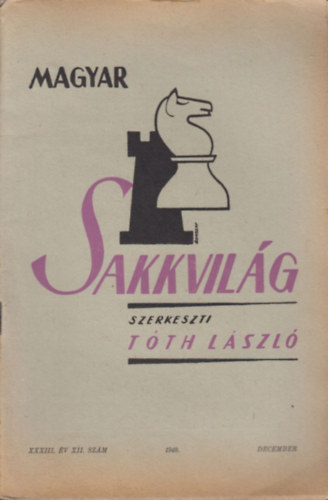 MAGYAR
SAKKVILÁG
SZERKESZTI
TÓTH LÁSZLÓ
XXXIII. ÉV XII. SZÁM 1948. DECEMBER